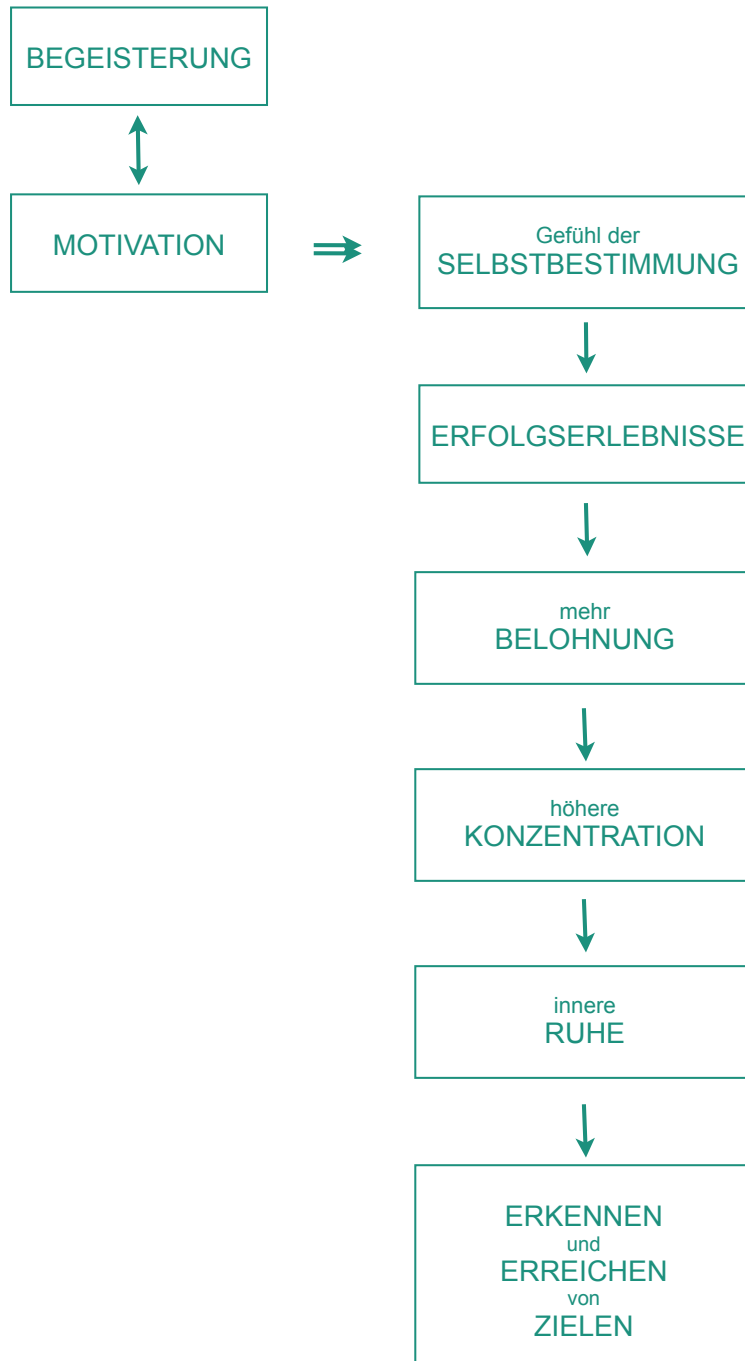 BEGEISTERUNG
MOTIVATION
Gefühl der
SELBSTBESTIMMUNG
ERFOLGSERLEBNISSE
mehr
BELOHNUNG
höhere
KONZENTRATION
innere
RUHE
ERKENNEN
und
ERREICHEN
von
ZIELEN